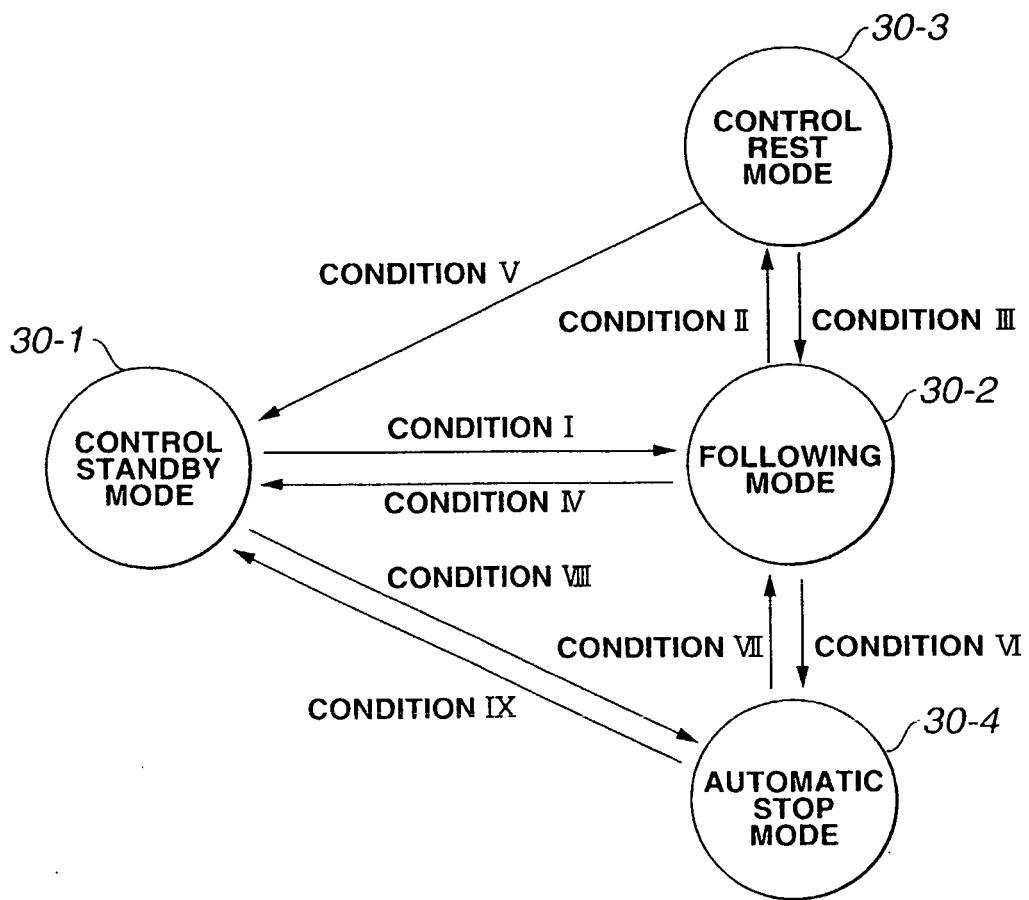 30-3
CONTROL
REST
MODE
CONDITION Ⅴ
CONDITION Ⅱ
CONDITION Ⅲ
30-1
30-2
CONTROL
STANDBY
MODE
CONDITION Ⅰ
FOLLOWING
MODE
CONDITION Ⅳ
CONDITION Ⅷ
CONDITION Ⅶ
CONDITION Ⅵ
CONDITION Ⅸ
30-4
AUTOMATIC
STOP
MODE